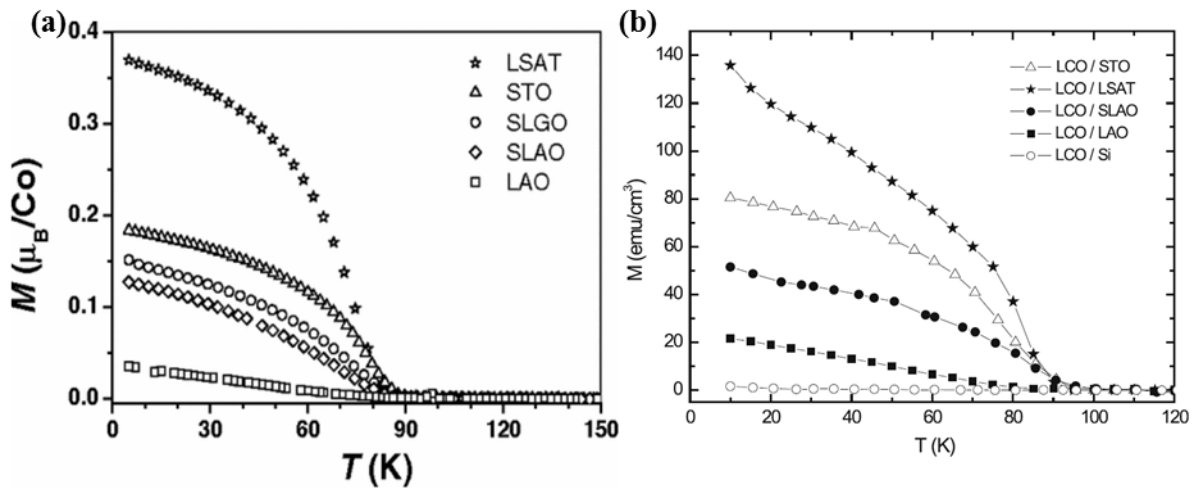 (a)
0.4
0.3
0.2
0.1
0.0
M (μB/Co)
LSAT
STO
SLGO
SLAO
LAO
0 30 60 90 120 150
T (K)
(b)
140
120
100
80
60
40
20
0
M (emu/cm³)
LCO / STO
LCO / LSAT
LCO / SLAO
LCO / LAO
LCO / Si
0 20 40 60 80 100 120
T (K)